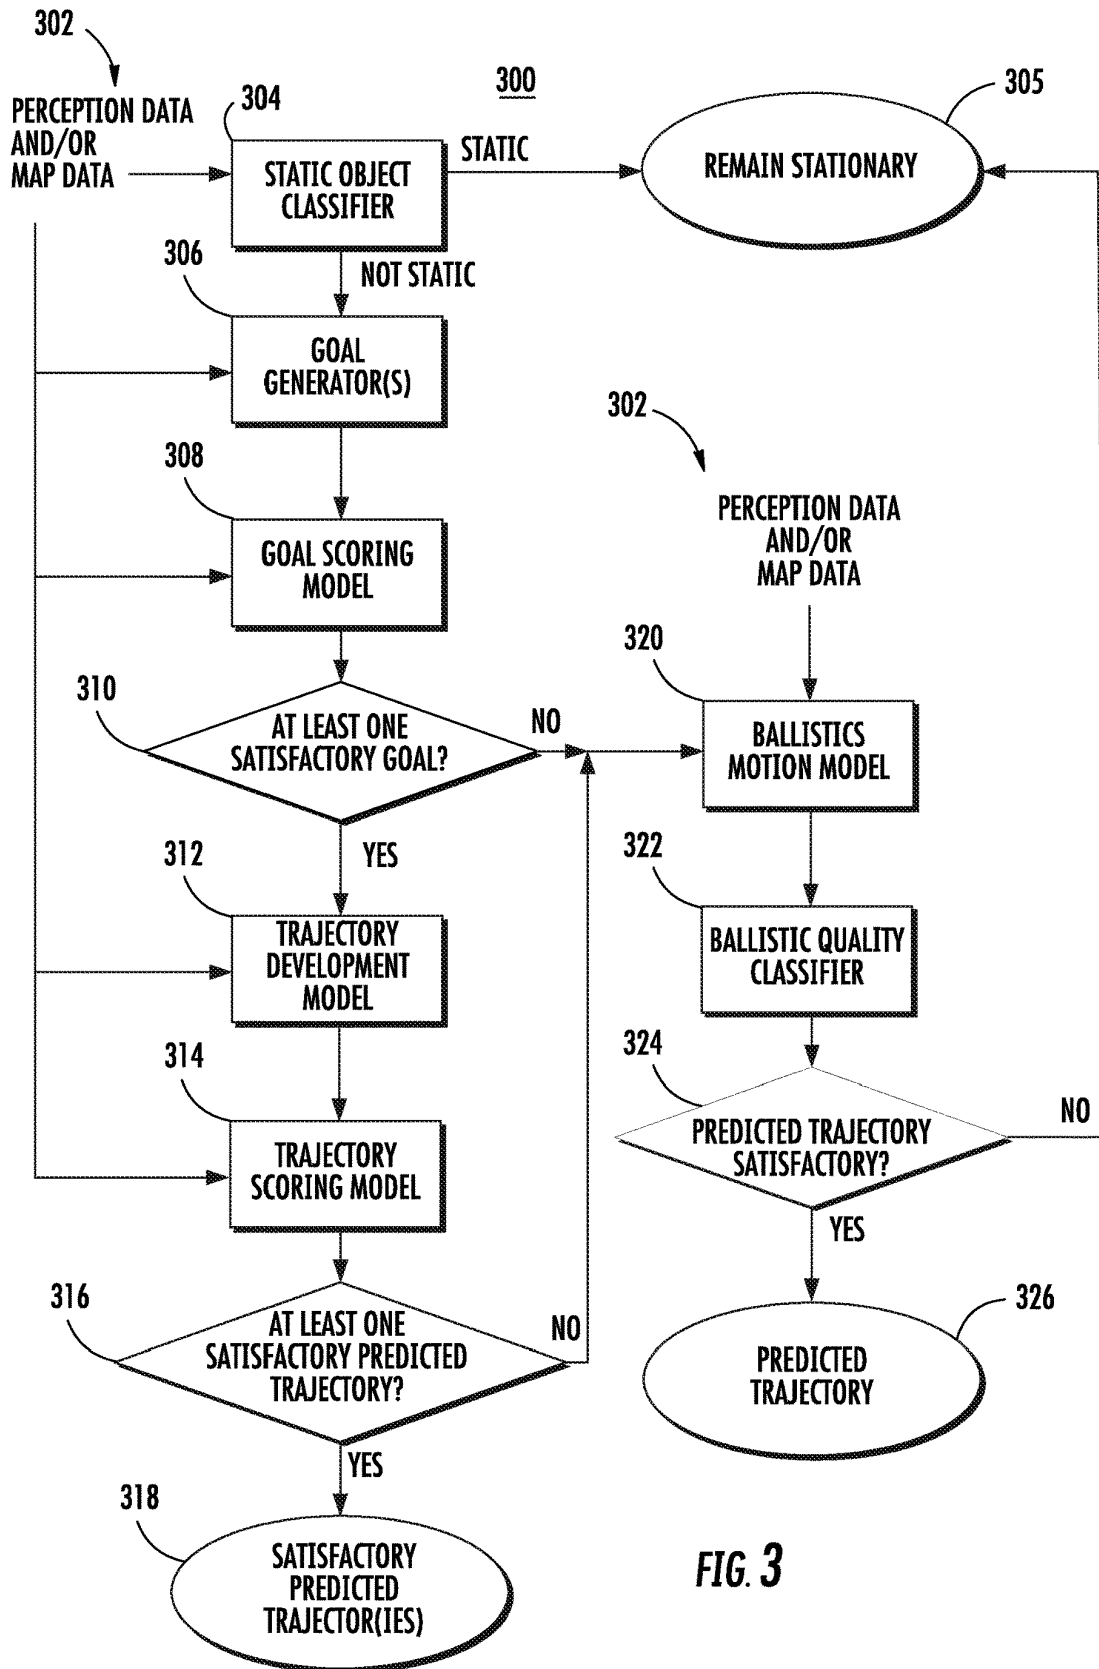 302
PERCEPTION DATA
AND/OR
MAP DATA
304
300
305
STATIC OBJECT
CLASSIFIER
STATIC
REMAIN STATIONARY
NOT STATIC
306
GOAL
GENERATOR(S)
308
GOAL SCORING
MODEL
310
AT LEAST ONE
SATISFACTORY GOAL?
NO
YES
312
TRAJECTORY
DEVELOPMENT
MODEL
314
TRAJECTORY
SCORING MODEL
316
AT LEAST ONE
SATISFACTORY PREDICTED
TRAJECTORY?
NO
YES
318
SATISFACTORY
PREDICTED
TRAJECTOR(IES)
302
PERCEPTION DATA
AND/OR
MAP DATA
320
BALLISTICS
MOTION MODEL
322
BALLISTIC QUALITY
CLASSIFIER
324
PREDICTED TRAJECTORY
SATISFACTORY?
NO
YES
326
PREDICTED
TRAJECTORY
FIG. 3